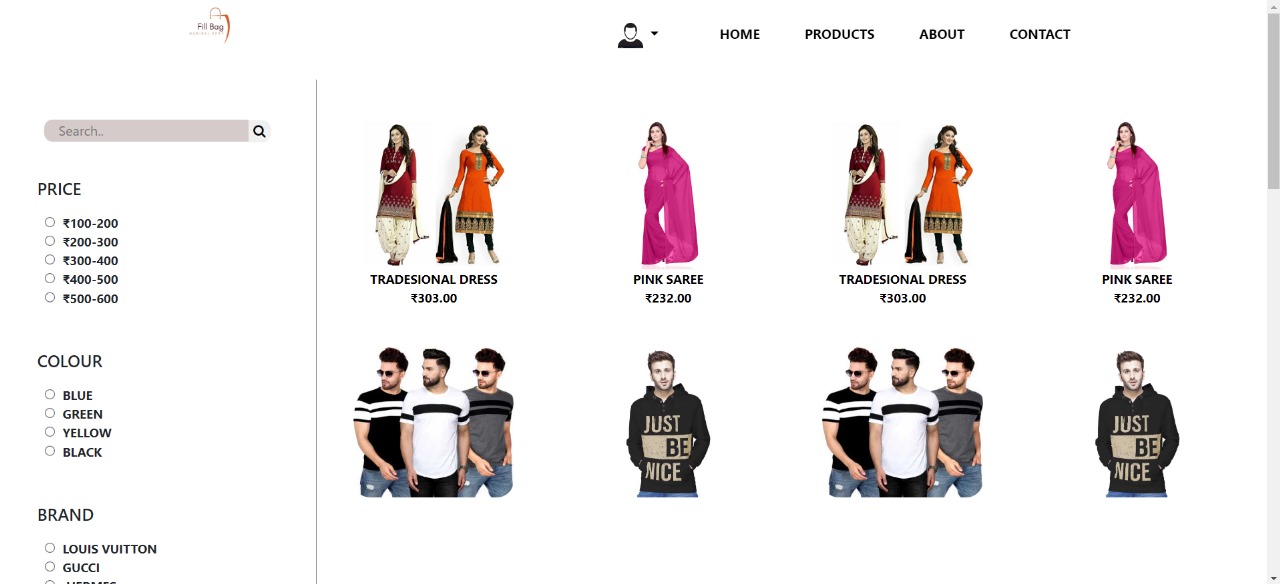 Fill Bag
HOME PRODUCTS ABOUT CONTACT
Search..
PRICE
₹100-200
₹200-300
₹300-400
₹400-500
₹500-600
COLOUR
BLUE
GREEN
YELLOW
BLACK
BRAND
LOUIS VUITTON
GUCCI
HERMES
TRADESIONAL DRESS
₹303.00
PINK SAREE
₹232.00
TRADESIONAL DRESS
₹303.00
PINK SAREE
₹232.00
JUST
BE
NICE
JUST
BE
NICE